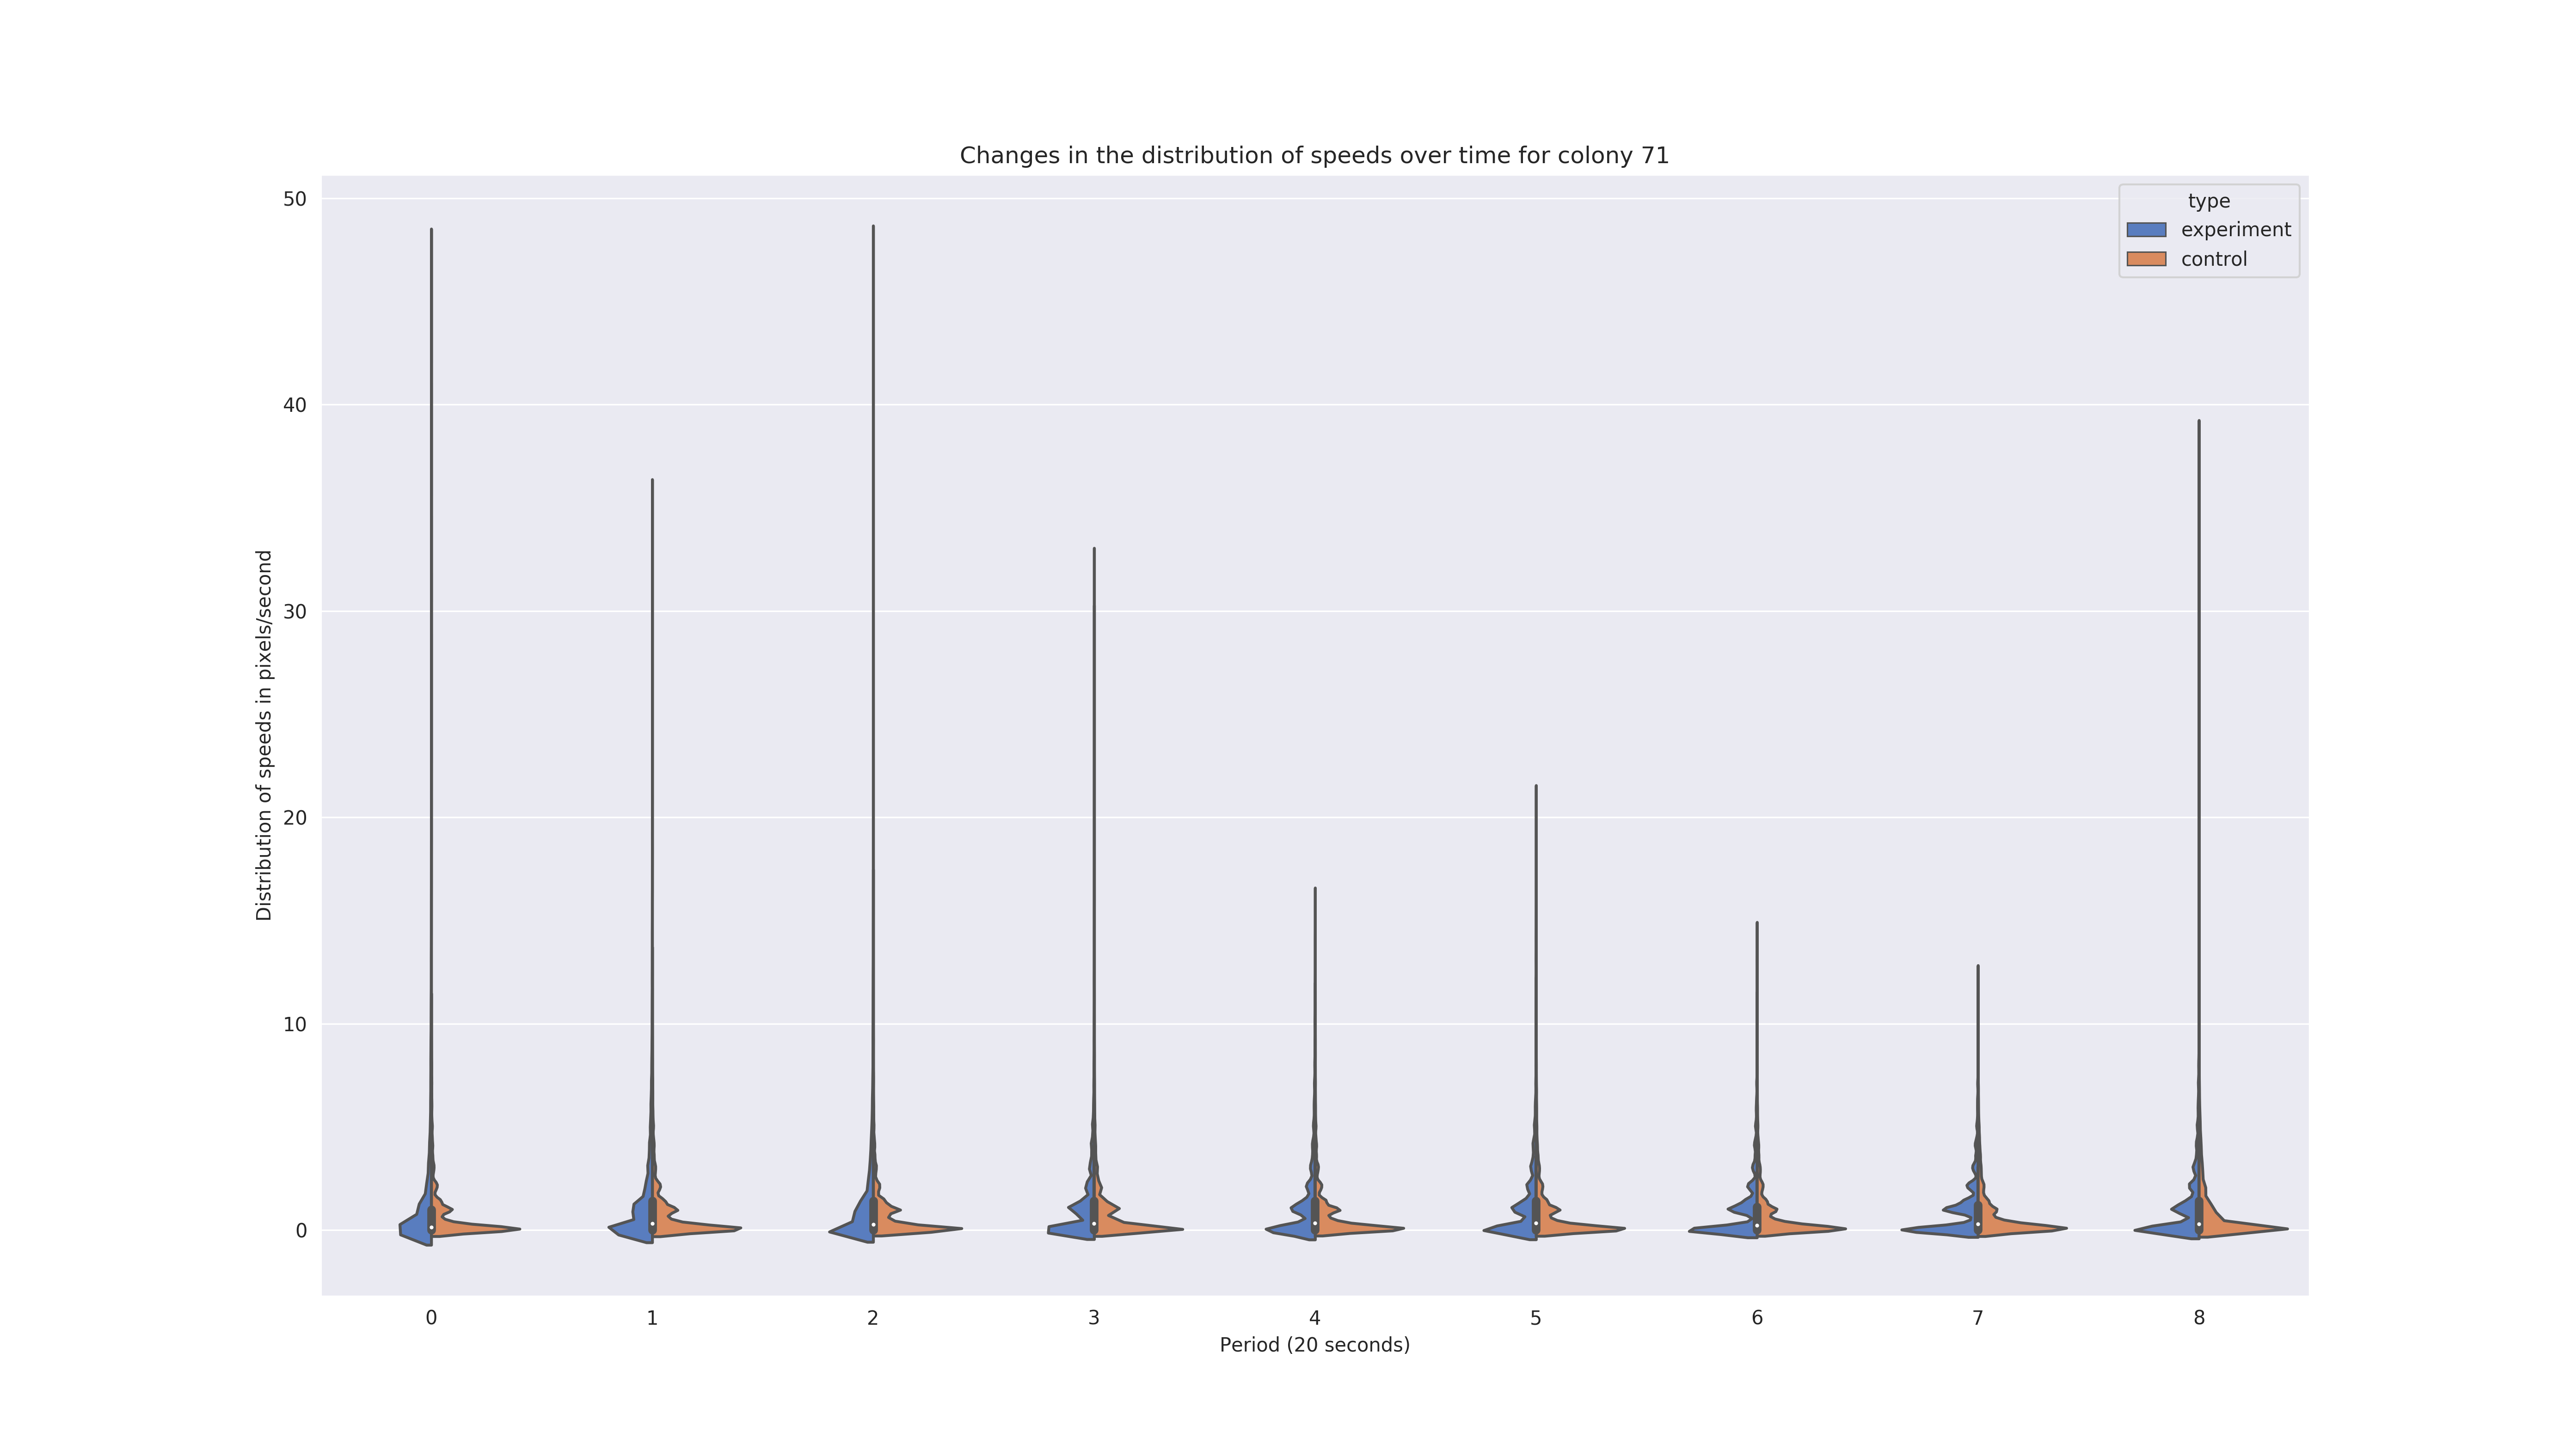 Changes in the distribution of speeds over time for colony 71
type
experiment
control
Distribution of speeds in pixels/second
50
40
30
20
10
0
0 1 2 3 4 5 6 7 8
Period (20 seconds)